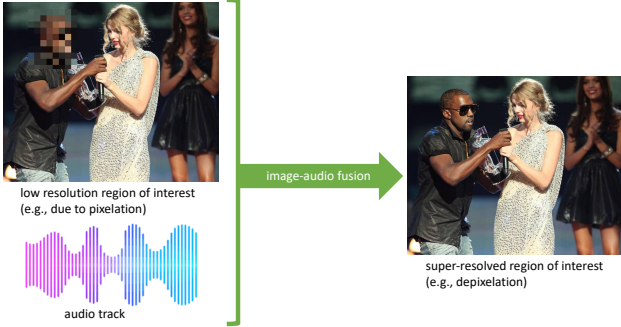 low resolution region of interest
(e.g., due to pixelation)
audio track
image-audio fusion
super-resolved region of interest
(e.g., depixelation)